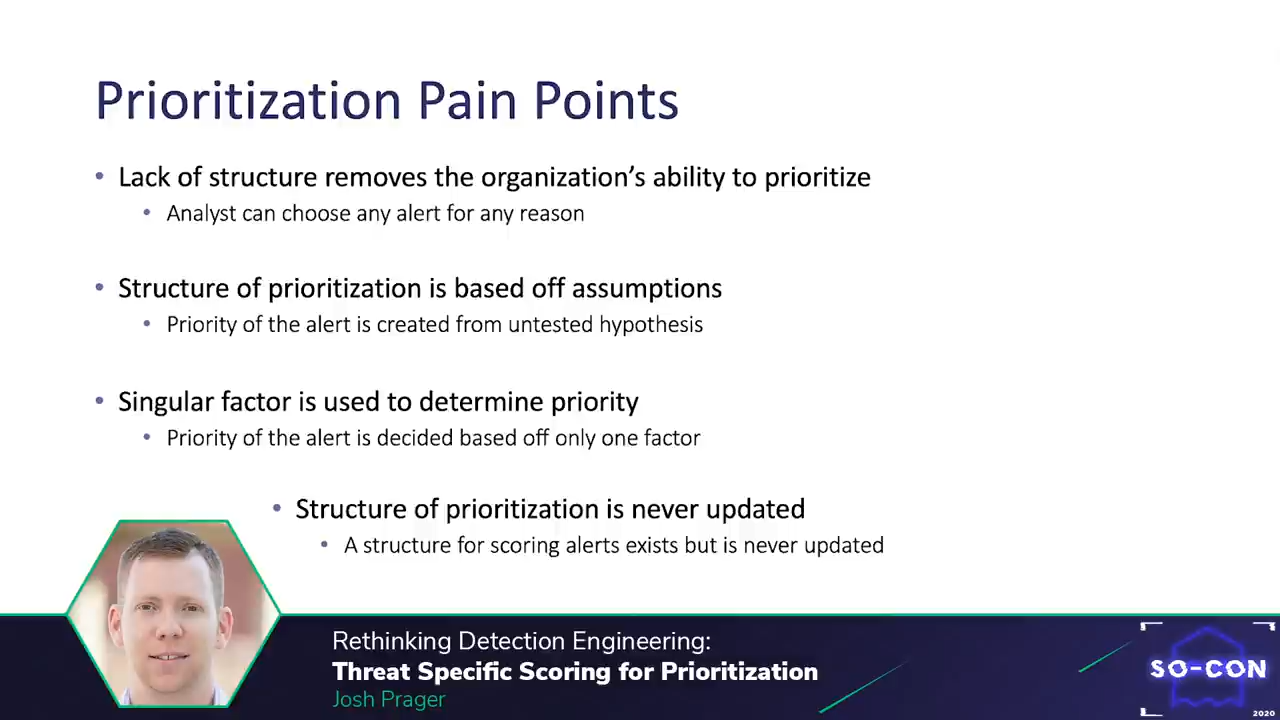 Prioritization Pain Points
• Lack of structure removes the organization’s ability to prioritize
• Analyst can choose any alert for any reason
• Structure of prioritization is based off assumptions
• Priority of the alert is created from untested hypothesis
• Singular factor is used to determine priority
• Priority of the alert is decided based off only one factor
• Structure of prioritization is never updated
• A structure for scoring alerts exists but is never updated
Rethinking Detection Engineering:
Threat Specific Scoring for Prioritization
Josh Prager
SO-CON
2020